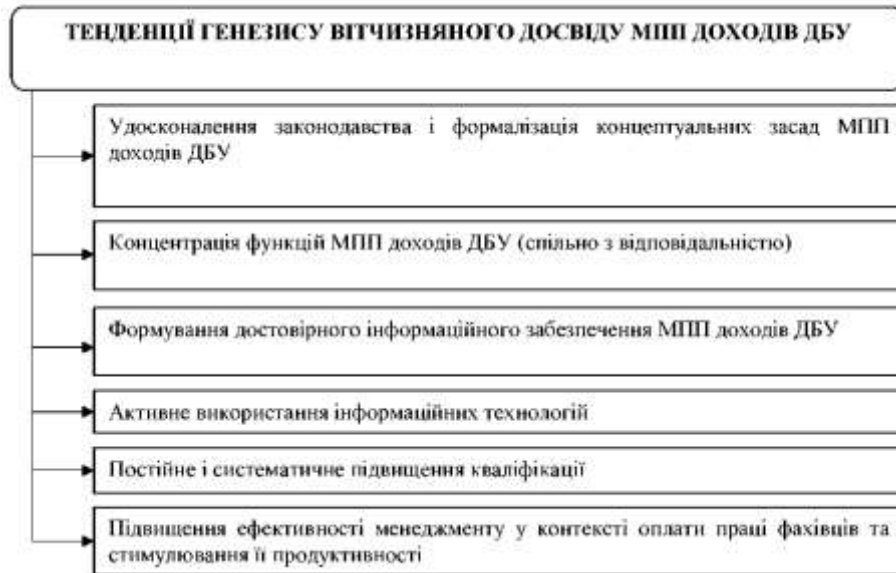 ТЕНДЕНЦІЇ ГЕНЕЗИСУ ВІТЧИЗНЯНОГО ДОСВІДУ МПП ДОХОДІВ ДБУ
Удосконалення законодавства і формалізація концептуальних засад МПП
доходів ДБУ
Концентрація функцій МПП доходів ДБУ (спільно з відповідальністю)
Формування достовірного інформаційного забезпечення МПП доходів ДБУ
Активне використання інформаційних технологій
Постійне і систематичне підвищення кваліфікації
Підвищення ефективності менеджменту у контексті оплати праці фахівців та
стимулювання її продуктивності